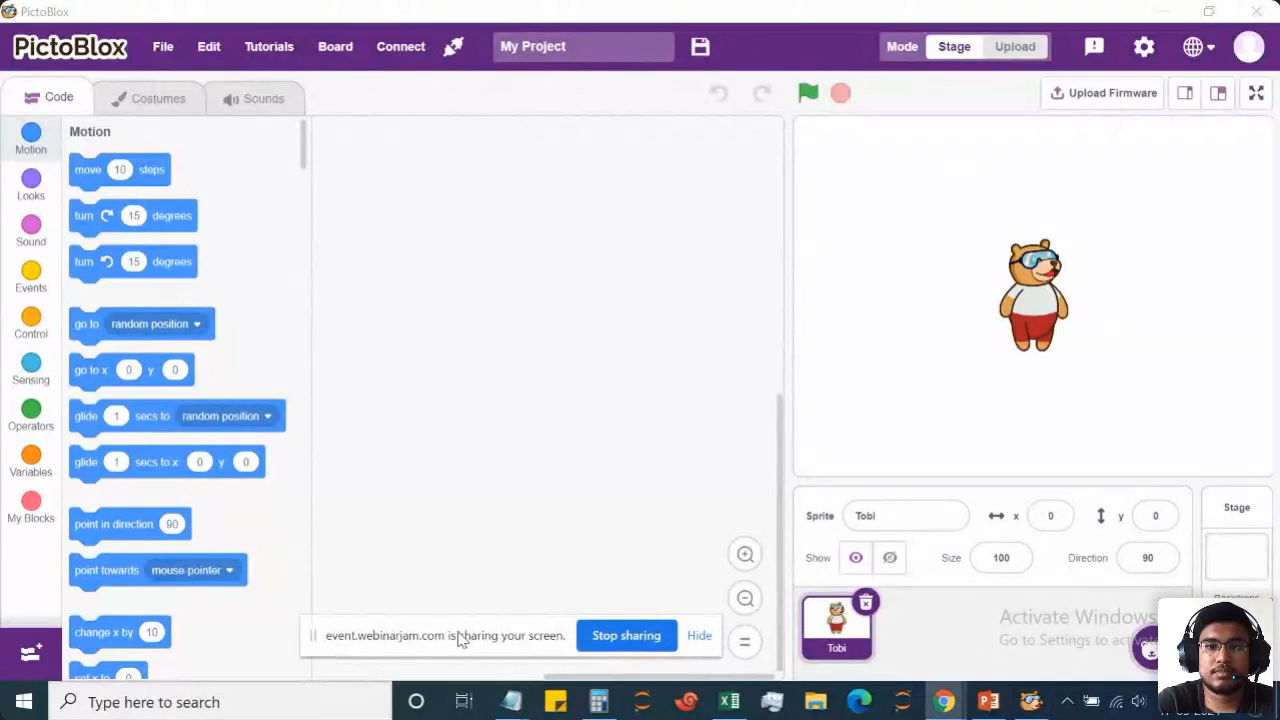 PictoBlox
PictoBlox File Edit Tutorials Board Connect My Project Mode Stage Upload
Code Costumes Sounds Upload Firmware
Motion
Motion
Looks
Sound
Events
Control
Sensing
Operators
Variables
My Blocks
move 10 steps
turn 15 degrees
turn 15 degrees
go to random position
go to x: 0 y: 0
glide 1 secs to random position
glide 1 secs to x: 0 y: 0
point in direction 90
point towards mouse-pointer
change x by 10
set x to 0
Sprite Tobi x 0 y 0
Show Size 100 Direction 90
Tobi
Stage
Backdrops
Activate Windows
Go to Settings to activate
event.webinarjam.com is sharing your screen. Stop sharing Hide
Type here to search